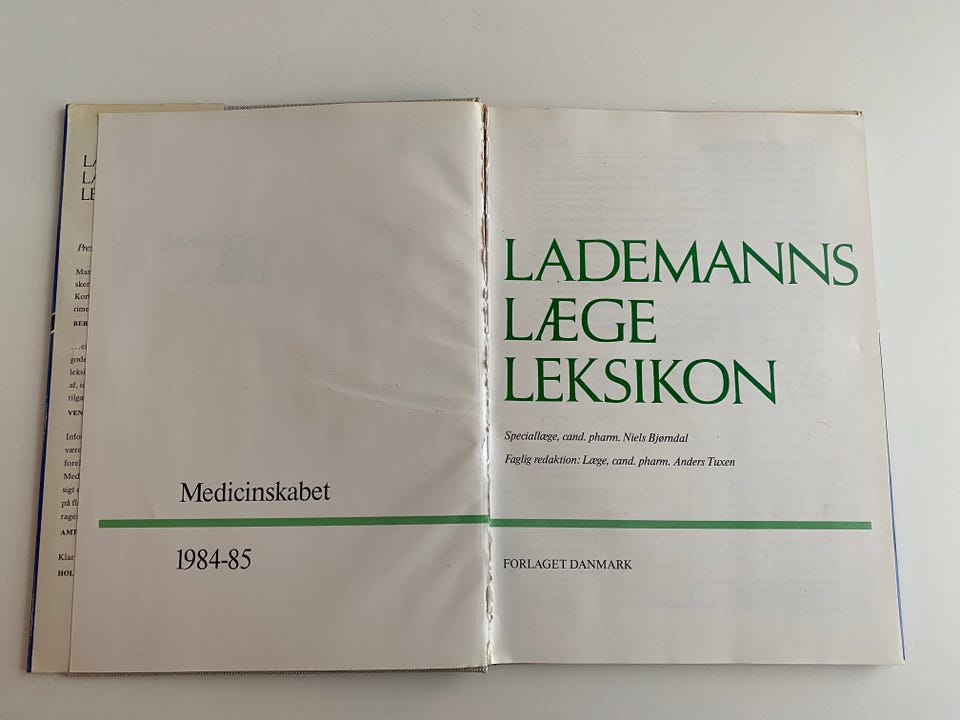 Medicinskabet
1984-85
LADEMANNS
LÆGE
LEKSIKON
Speciallæge, cand. pharm. Niels Bjørndal
Faglig redaktion: Læge, cand. pharm. Anders Tuxen
FORLAGET DANMARK